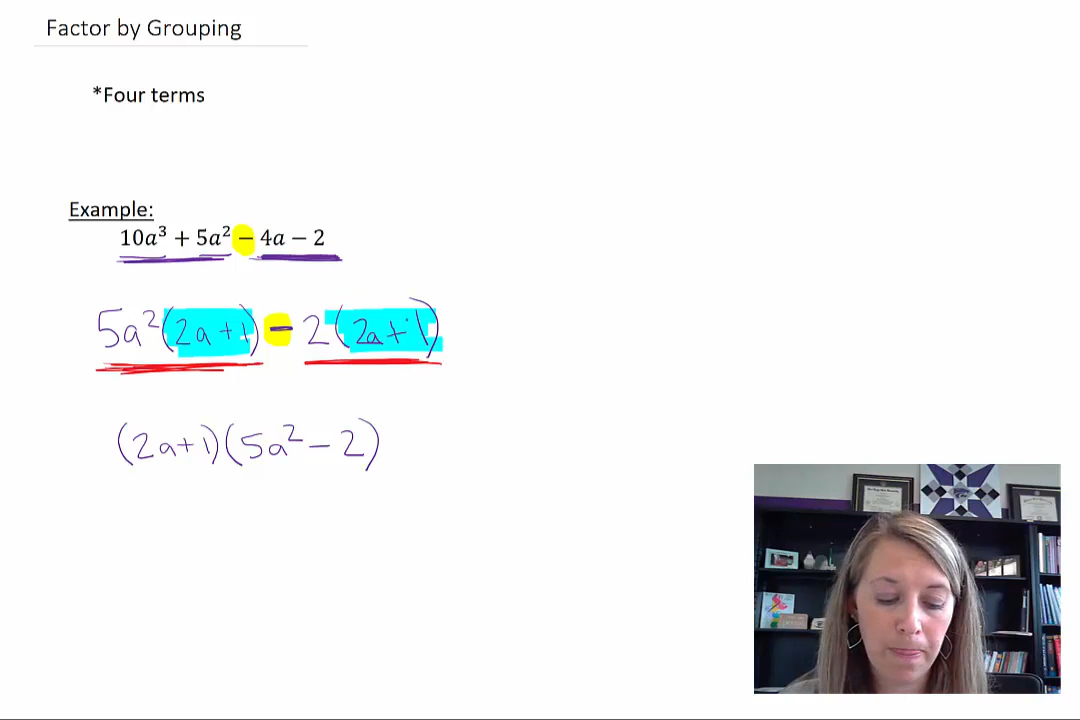 Factor by Grouping
*Four terms
Example:
10a³ + 5a² − 4a − 2
5a²(2a+1) − 2(2a+1)
(2a+1)(5a²−2)